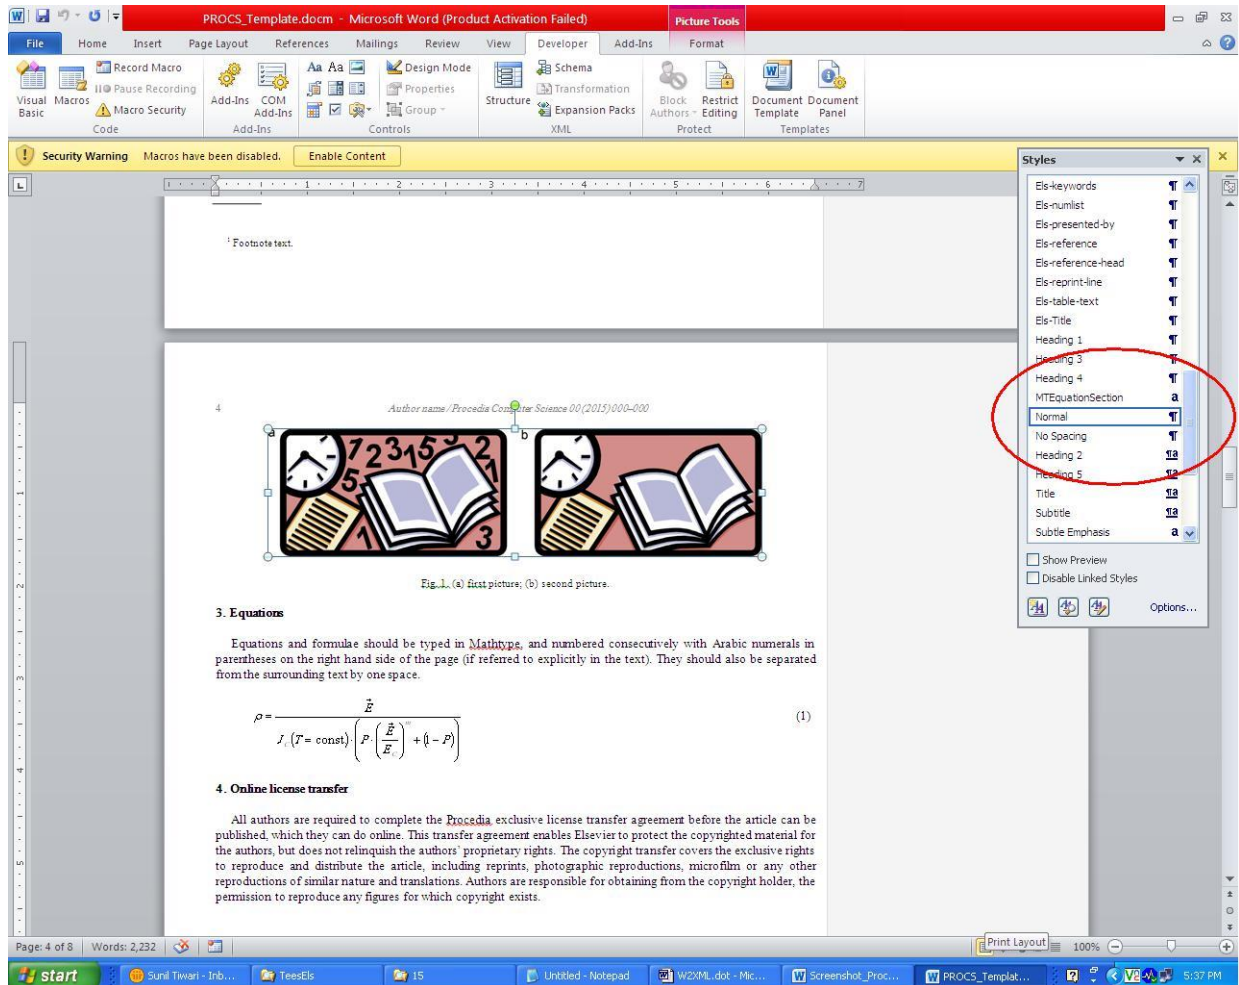 PROCS_Template.docm - Microsoft Word (Product Activation Failed)
Picture Tools
File Home Insert Page Layout References Mailings Review View Developer Add-Ins Format
Visual Basic
Macros
Record Macro
Pause Recording
Macro Security
Code
Add-Ins
COM Add-Ins
Add-Ins
Aa Aa
Design Mode
Properties
Group
Controls
Structure
Schema
Transformation
Expansion Packs
XML
Block Authors
Restrict Editing
Protect
Document Template
Document Panel
Templates
Security Warning Macros have been disabled. Enable Content
1 2 3 4 5 6 7
1 Footnote text.
4 Author name / Procedia Computer Science 00 (2015) 000–000
a b
Fig. 1. (a) first picture; (b) second picture.
3. Equations
Equations and formulae should be typed in Mathtype, and numbered consecutively with Arabic numerals in
parentheses on the right hand side of the page (if referred to explicitly in the text). They should also be separated
from the surrounding text by one space.
(1)
4. Online license transfer
All authors are required to complete the Procedia exclusive license transfer agreement before the article can be
published, which they can do online. This transfer agreement enables Elsevier to protect the copyrighted material for
the authors, but does not relinquish the authors' proprietary rights. The copyright transfer covers the exclusive rights
to reproduce and distribute the article, including reprints, photographic reproductions, microfilm or any other
reproductions of similar nature and translations. Authors are responsible for obtaining from the copyright holder, the
permission to reproduce any figures for which copyright exists.
Styles
Els-keywords
Els-numlist
Els-presented-by
Els-reference
Els-reference-head
Els-reprint-line
Els-table-text
Els-Title
Heading 1
Heading 3
Heading 4
MTEquationSection
Normal
No Spacing
Heading 2
Heading 5
Title
Subtitle
Subtle Emphasis
Show Preview
Disable Linked Styles
Options...
Page: 4 of 8 Words: 2,232
Print Layout
100%
start
Sunil Tiwari - Inb...
TeesEls
15
Untitled - Notepad
W2XML.dot - Mic...
Screenshot_Proc...
PROCS_Templat...
5:37 PM